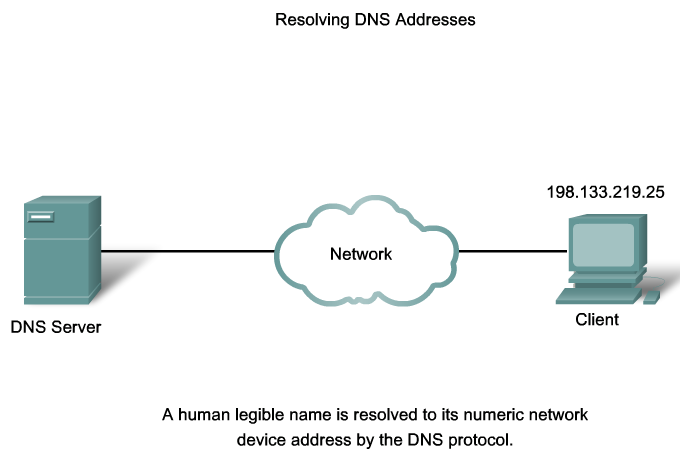 Resolving DNS Addresses
198.133.219.25
Network
DNS Server
Client
A human legible name is resolved to its numeric network
device address by the DNS protocol.